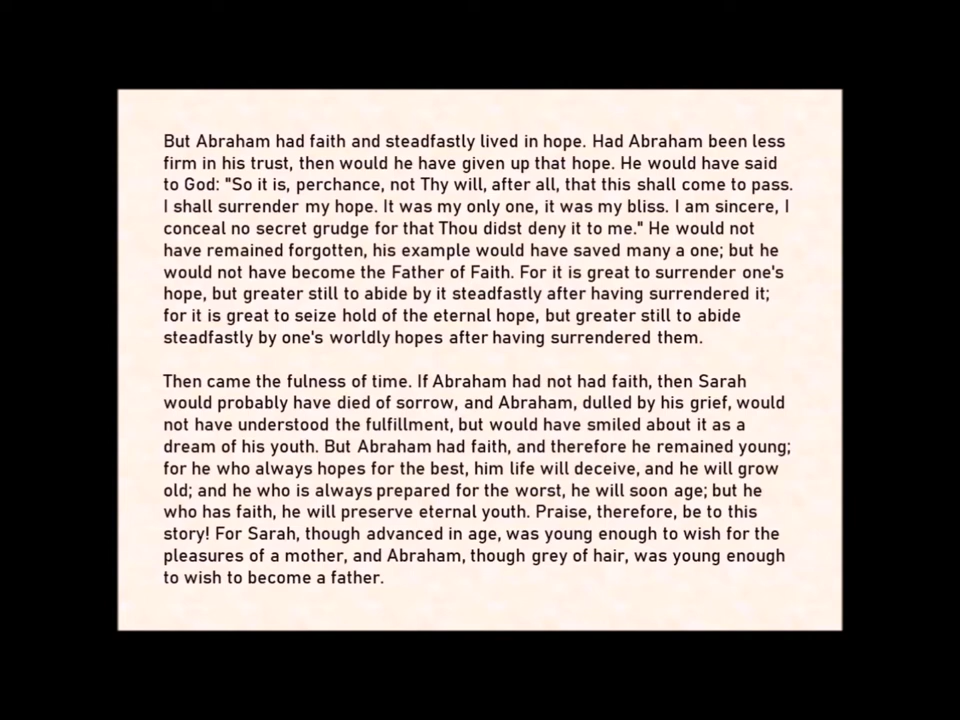 But Abraham had faith and steadfastly lived in hope. Had Abraham been less
firm in his trust, then would he have given up that hope. He would have said
to God: "So it is, perchance, not Thy will, after all, that this shall come to pass.
I shall surrender my hope. It was my only one, it was my bliss. I am sincere, I
conceal no secret grudge for that Thou didst deny it to me." He would not
have remained forgotten, his example would have saved many a one; but he
would not have become the Father of Faith. For it is great to surrender one's
hope, but greater still to abide by it steadfastly after having surrendered it;
for it is great to seize hold of the eternal hope, but greater still to abide
steadfastly by one's worldly hopes after having surrendered them.
Then came the fulness of time. If Abraham had not had faith, then Sarah
would probably have died of sorrow, and Abraham, dulled by his grief, would
not have understood the fulfillment, but would have smiled about it as a
dream of his youth. But Abraham had faith, and therefore he remained young;
for he who always hopes for the best, him life will deceive, and he will grow
old; and he who is always prepared for the worst, he will soon age; but he
who has faith, he will preserve eternal youth. Praise, therefore, be to this
story! For Sarah, though advanced in age, was young enough to wish for the
pleasures of a mother, and Abraham, though grey of hair, was young enough
to wish to become a father.